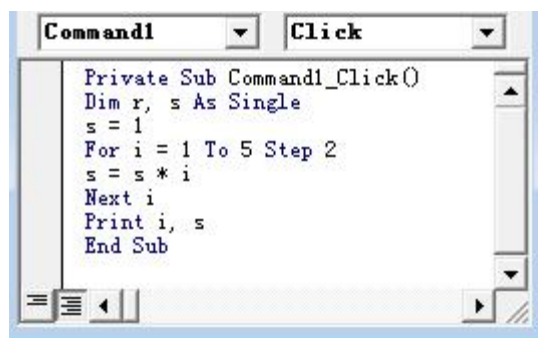 Command1 Click
Private Sub Command1_Click()
Dim r, s As Single
s = 1
For i = 1 To 5 Step 2
s = s * i
Next i
Print i, s
End Sub